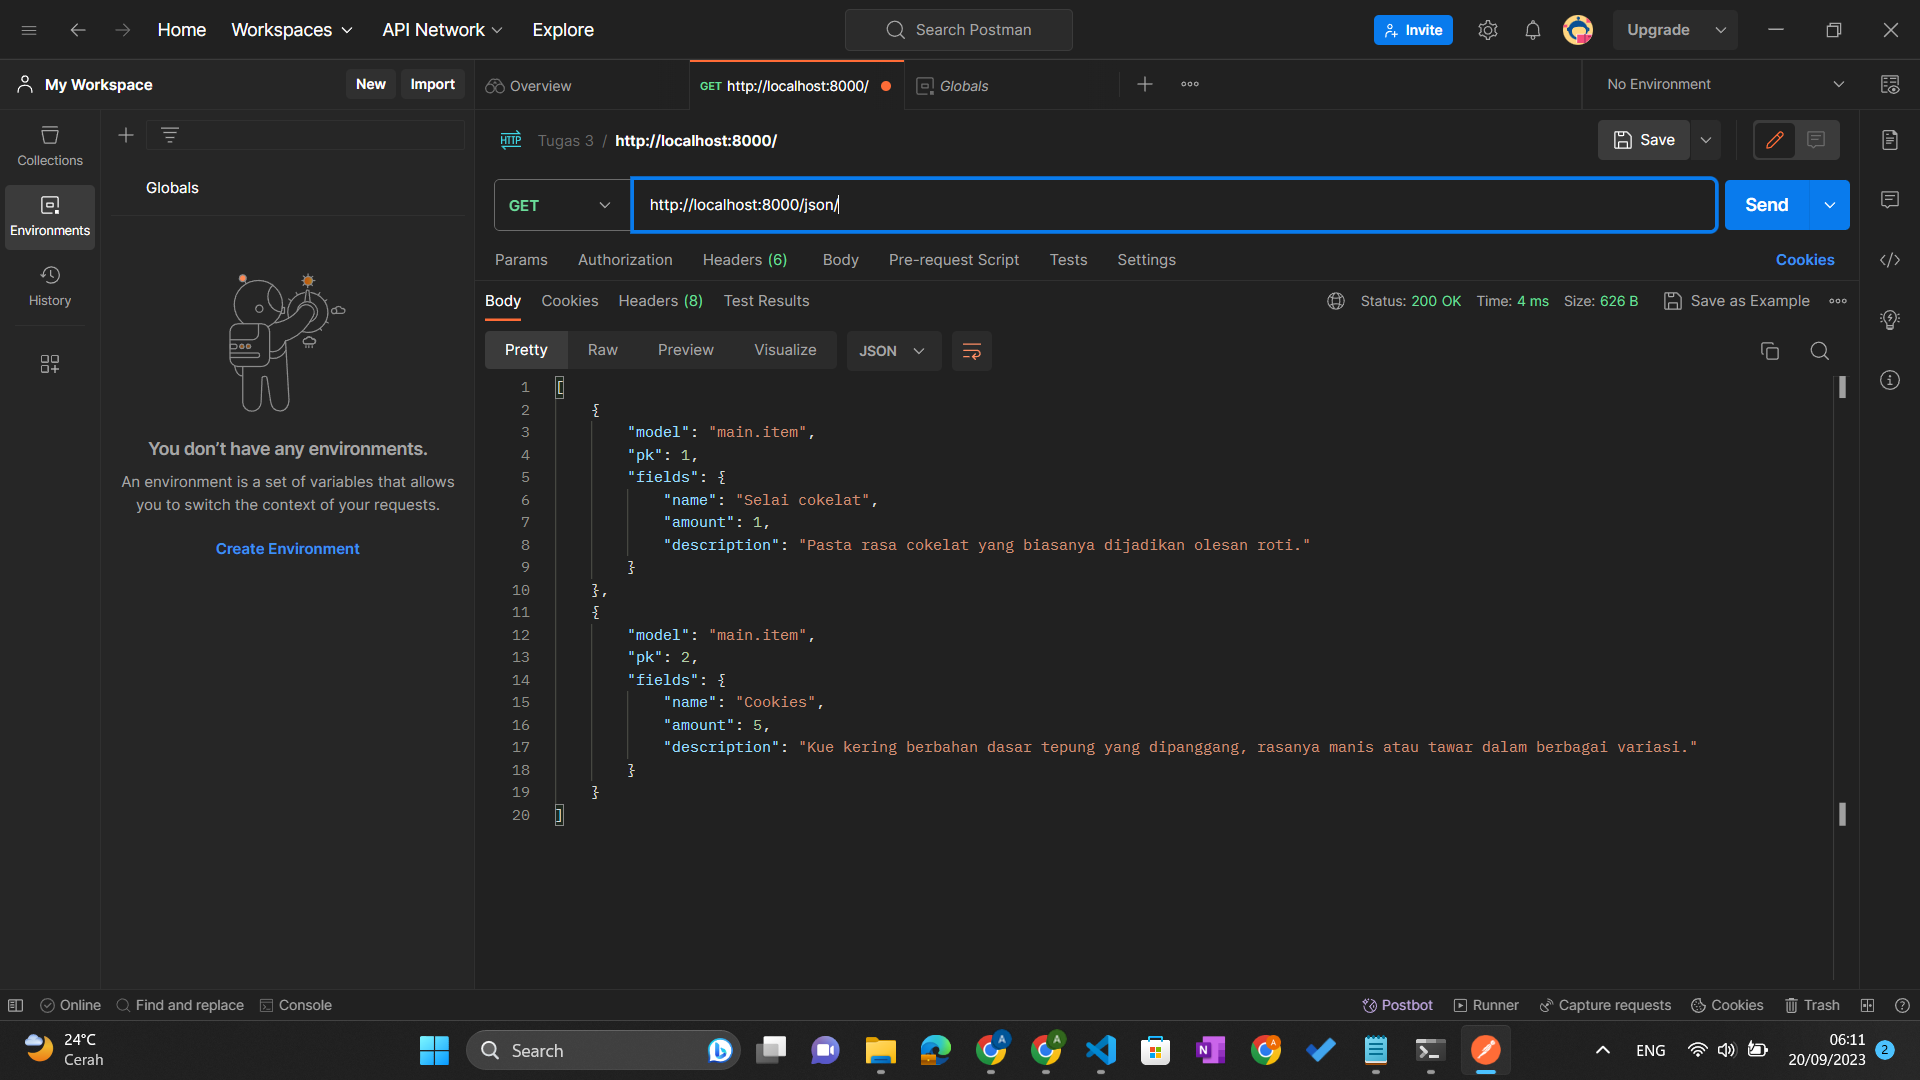 Home Workspaces API Network Explore Search Postman Invite Upgrade
My Workspace New Import Overview GET http://localhost:8000/ Globals No Environment
Collections
Environments
History
Globals
You don’t have any environments.
An environment is a set of variables that allows
you to switch the context of your requests.
Create Environment
HTTP Tugas 3 / http://localhost:8000/ Save
GET http://localhost:8000/json/ Send
Params Authorization Headers (6) Body Pre-request Script Tests Settings Cookies
Body Cookies Headers (8) Test Results Status: 200 OK Time: 4 ms Size: 626 B Save as Example
Pretty Raw Preview Visualize JSON
1 [
2 {
3 "model": "main.item",
4 "pk": 1,
5 "fields": {
6 "name": "Selai cokelat",
7 "amount": 1,
8 "description": "Pasta rasa cokelat yang biasanya dijadikan olesan roti."
9 }
10 },
11 {
12 "model": "main.item",
13 "pk": 2,
14 "fields": {
15 "name": "Cookies",
16 "amount": 5,
17 "description": "Kue kering berbahan dasar tepung yang dipanggang, rasanya manis atau tawar dalam berbagai variasi."
18 }
19 }
20 ]
Online Find and replace Console Postbot Runner Capture requests Cookies Trash
24°C
Cerah
Search
A
A
N
A
ENG
06:11
20/09/2023
2